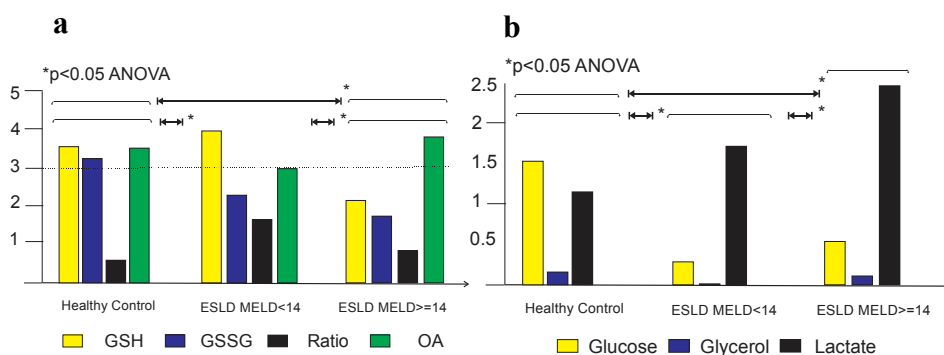 a
*p<0.05 ANOVA
5
4
3
2
1
*
*
*
Healthy Control
ESLD MELD<14
ESLD MELD>=14
GSH
GSSG
Ratio
OA
b
*p<0.05 ANOVA
2.5
2
1.5
1
0.5
*
*
*
Healthy Control
ESLD MELD<14
ESLD MELD>=14
Glucose
Glycerol
Lactate